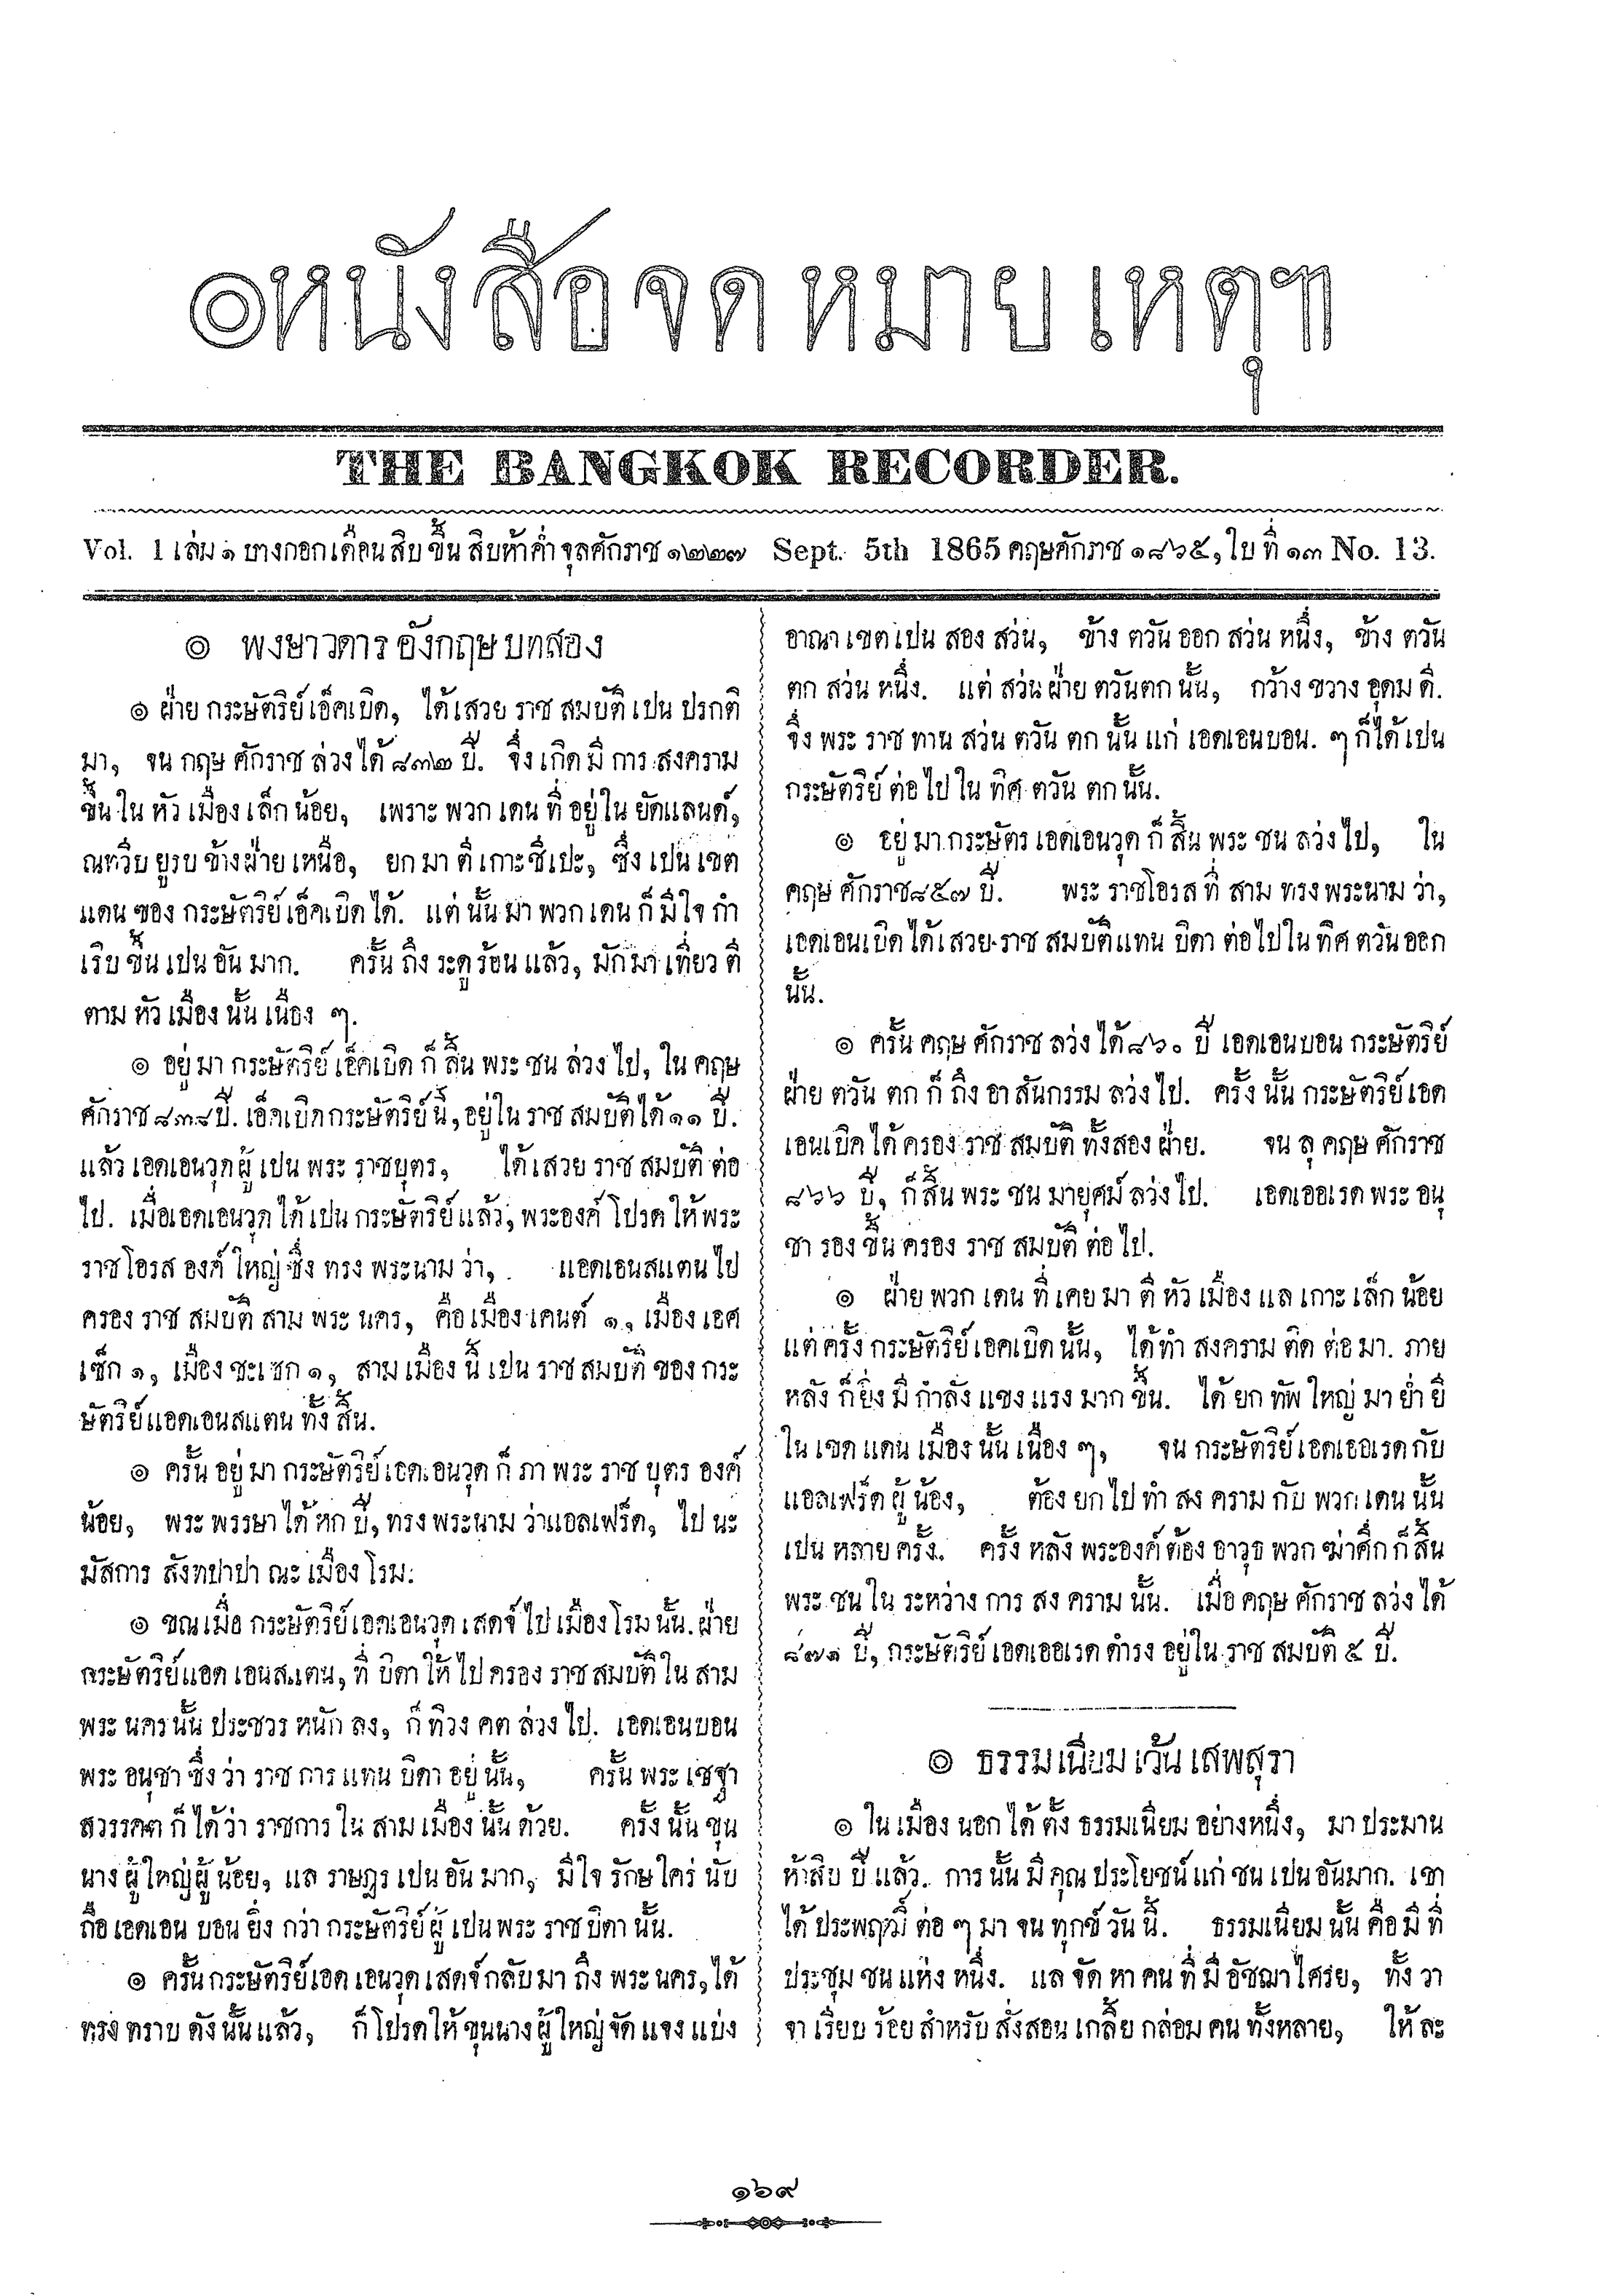 ๏หนังสือ จด หมาย เหตุฯ
THE BANGKOK RECORDER.
Vol. 1 เล่ม ๑ บางกอก เดือน สิบ ขึ้น สิบห้า ค่ำ จุลศักราช ๑๒๒๗ Sept. 5th 1865 คฤษศักราช ๑๘๖๕, ใบ ที่ ๑๓ No. 13.
๏ พงษาวดาร อังกฤษ บทสอง
๏ ฝ่าย กระษัตริย์ เอ็คเบิด, ได้ เสวย ราช สมบัติ เปน ปรกติ
มา, จน กฤษ ศักราช ล่วง ได้ ๘๓๒ ปี. จึ่ง เกิด มี การ สงคราม
ขึ้น ใน หัว เมือง เล็ก น้อย, เพราะ พวก เดน ที่ อยู่ ใน ยัดแลนด์,
ณทวีบ ยูรบ ข้าง ฝ่าย เหนือ, ยก มา ตี เกาะ ชีเปะ, ซึ่ง เปน เขต
แดน ของ กระษัตริย์ เอ็คเบิด ได้. แต่ นั้น มา พวก เดน ก็ มี ใจ กำ
เริบ ขึ้น เปน อัน มาก. ครั้น ถึง ระดู ร้อน แล้ว, มัก มา เที่ยว ตี
ตาม หัว เมือง นั้น เนือง ๆ.
๏ อยู่ มา กระษัตริย์ เอ็คเบิด ก็ สิ้น พระ ชน ล่วง ไป, ใน คฤษ
ศักราช ๘๓๘ ปี. เอ็คเบิด กระษัตริย์ นี้, อยู่ ใน ราช สมบัติ ได้ ๑๑ ปี.
แล้ว เอดเอนวุด ผู้ เปน พระ ราชบุตร, ได้ เสวย ราช สมบัติ ต่อ
ไป. เมื่อ เอดเอนวุด ได้ เปน กระษัตริย์ แล้ว, พระองค์ โปรด ให้ พระ
ราช โอรส องค์ ใหญ่ ซึ่ง ทรง พระนาม ว่า, แอดเอนสแตน ไป
ครอง ราช สมบัติ สาม พระ นคร, คือ เมือง เคนต์ ๑, เมือง เอศ
เซ็ก ๑, เมือง ซะเซก ๑, สาม เมือง นี้ เปน ราช สมบัติ ของ กระ
ษัตริย์ แอดเอนสแตน ทั้ง สิ้น.
๏ ครั้น อยู่ มา กระษัตริย์ เอดเอนวุด ก็ ภา พระ ราช บุตร องค์
น้อย, พระ พรรษา ได้ หก ปี, ทรง พระนาม ว่า แอลเฟร็ด, ไป นะ
มัสการ สังฆปาปา ณะ เมือง โรม.
๏ ขณ เมื่อ กระษัตริย์ เอดเอนวุด เสดจ์ ไป เมือง โรม นั้น. ฝ่าย
กระษัตริย์ แอด เอนสแตน, ที่ บิดา ให้ ไป ครอง ราช สมบัติ ใน สาม
พระ นคร นั้น ประชวร หนัก ลง, ก็ ทิวง คต ล่วง ไป. เอดเอนบอน
พระ อนุชา ซึ่ง ว่า ราช การ แทน บิดา อยู่ นั้น, ครั้น พระ เชฐา
สวรรคต ก็ ได้ ว่า ราชการ ใน สาม เมือง นั้น ด้วย. ครั้ง นั้น ขุน
นาง ผู้ ใหญ่ ผู้ น้อย, แล ราษฎร เปน อัน มาก, มี ใจ รักษ ใคร่ นับ
ถือ เอดเอน บอน ยิ่ง กว่า กระษัตริย์ ผู้ เปน พระ ราช บิดา นั้น.
๏ ครั้น กระษัตริย์ เอด เอนวุด เสดจ์ กลับ มา ถึง พระ นคร, ได้
ทรง ทราบ ดัง นั้น แล้ว, ก็ โปรด ให้ ขุนนาง ผู้ ใหญ่ จัด แจง แบ่ง
อาณา เขต เปน สอง สว่น, ข้าง ตวัน ออก สว่น หนึ่ง, ข้าง ตวัน
ตก สว่น หนึ่ง. แต่ สว่น ฝ่าย ตวันตก นั้น, กว้าง ขวาง อุดม ดี.
จึ่ง พระ ราช ทาน สว่น ตวัน ตก นั้น แก่ เอดเอนบอน. ๆ ก็ ได้ เปน
กระษัตริย์ ต่อ ไป ใน ทิศ ตวัน ตก นั้น.
๏ อยู่ มา กระษัตร เอดเอนวุด ก็ สิ้น พระ ชน ลว่ง ไป, ใน
คฤษ ศักราช ๘๕๗ ปี. พระ ราชโอรส ที่ สาม ทรง พระนาม ว่า,
เอดเอนเบิด ได้ เสวย ราช สมบัติ แทน บิดา ต่อ ไป ใน ทิศ ตวัน ออก
นั้น.
๏ ครั้น คฤษ ศักราช ลว่ง ได้ ๘๖๐ ปี เอดเอนบอน กระษัตริย์
ฝ่าย ตวัน ตก ก็ ถึง อา สันกรรม ลว่ง ไป. ครั้ง นั้น กระษัตริย์ เอด
เอนเบิด ได้ ครอง ราช สมบัติ ทั้ง สอง ฝ่าย. จน ลุ คฤษ ศักราช
๘๖๖ ปี, ก็ สิ้น พระ ชน มายุศม์ ลว่ง ไป. เอดเออเรด พระ อนุ
ชา รอง ขึ้น ครอง ราช สมบัติ ต่อ ไป.
๏ ฝ่าย พวก เดน ที่ เคย มา ตี หัว เมือง แล เกาะ เล็ก น้อย
แต่ ครั้ง กระษัตริย์ เอคเบิด นั้น, ได้ ทำ สงคราม ติด ต่อ มา. ภาย
หลัง ก็ ยิ่ง มี กำลัง แขง แรง มาก ขึ้น. ได้ ยก ทัพ ใหญ่ มา ย่ำ ยี
ใน เขด แดน เมือง นั้น เนือง ๆ, จน กระษัตริย์ เอดเออเรด กับ
แอลเฟร็ด ผู้ น้อง, ต้อง ยก ไป ทำ สง คราม กับ พวก เดน นั้น
เปน หลาย ครั้ง. ครั้ง หลัง พระองค์ ต้อง อาวุธ พวก ฆ่าศึก ก็ สิ้น
พระ ชน ใน ระหว่าง การ สง คราม นั้น. เมื่อ คฤษ ศักราช ลว่ง ได้
๘๗๑ ปี, กระษัตริย์ เอดเออเรด ดำรง อยู่ ใน ราช สมบัติ ๕ ปี.
๏ ธรรม เนียม เว้น เสพสุรา
๏ ใน เมือง นอก ได้ ตั้ง ธรรมเนียม อย่างหนึ่ง, มา ประมาน
ห้าสิบ ปี แล้ว. การ นั้น มี คุณ ประโยชน์ แก่ ชน เปน อันมาก. เขา
ได้ ประพฤติ์ ต่อ ๆ มา จน ทุกข์ วัน นี้. ธรรมเนียม นั้น คือ มี ที่
ประชุม ชน แห่ง หนึ่ง. แล จัด หา คน ที่ มี อัชฌาไศรย, ทั้ง วา
จา เรียบ ร้อย สำหรับ สั่งสอน เกลี้ย กล่อม คน ทั้งหลาย, ให้ ละ
๑๖๙